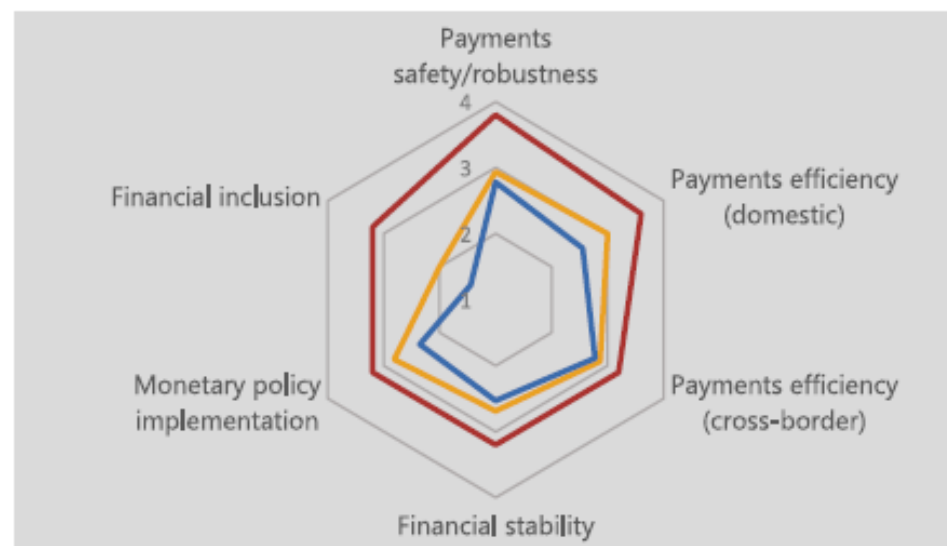 Payments
safety/robustness
4
3
2
1
Financial inclusion
Payments efficiency
(domestic)
Monetary policy
implementation
Payments efficiency
(cross-border)
Financial stability